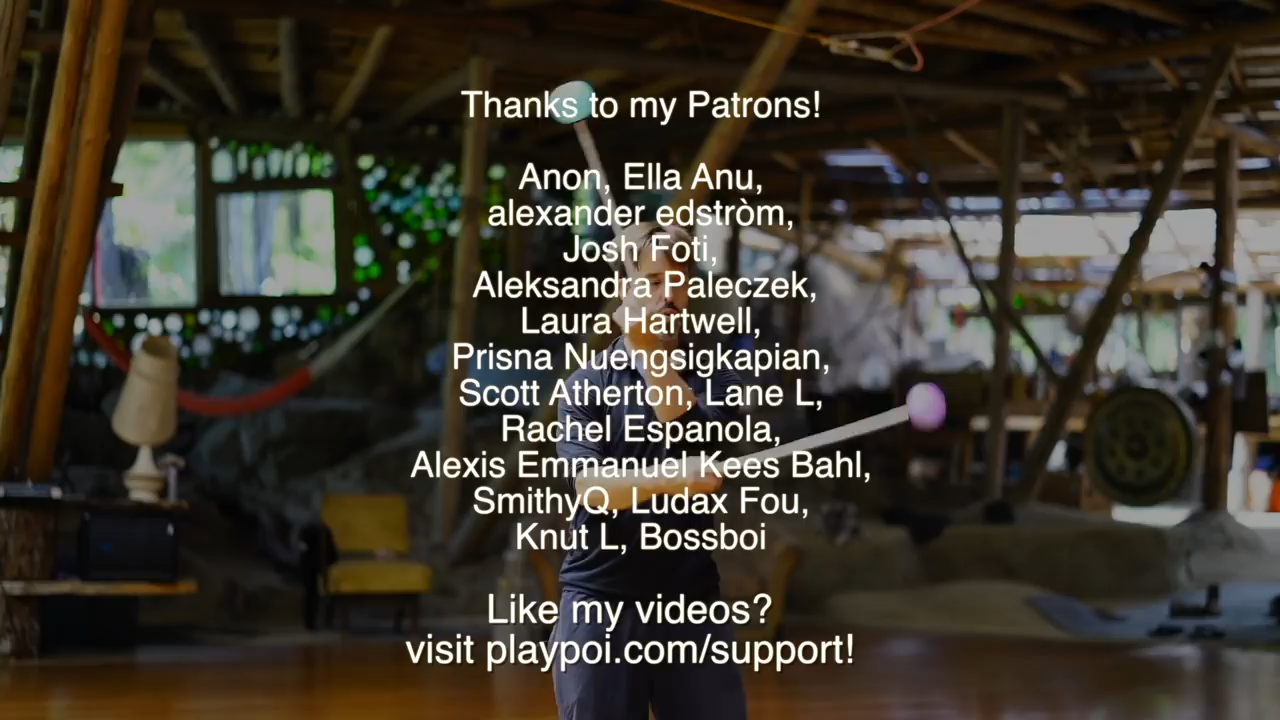 Thanks to my Patrons!
Anon, Ella Anu,
alexander edstròm,
Josh Foti,
Aleksandra Paleczek,
Laura Hartwell,
Prisna Nuengsigkapian,
Scott Atherton, Lane L,
Rachel Espanola,
Alexis Emmanuel Kees Bahl,
SmithyQ, Ludax Fou,
Knut L, Bossboi
Like my videos?
visit playpoi.com/support!